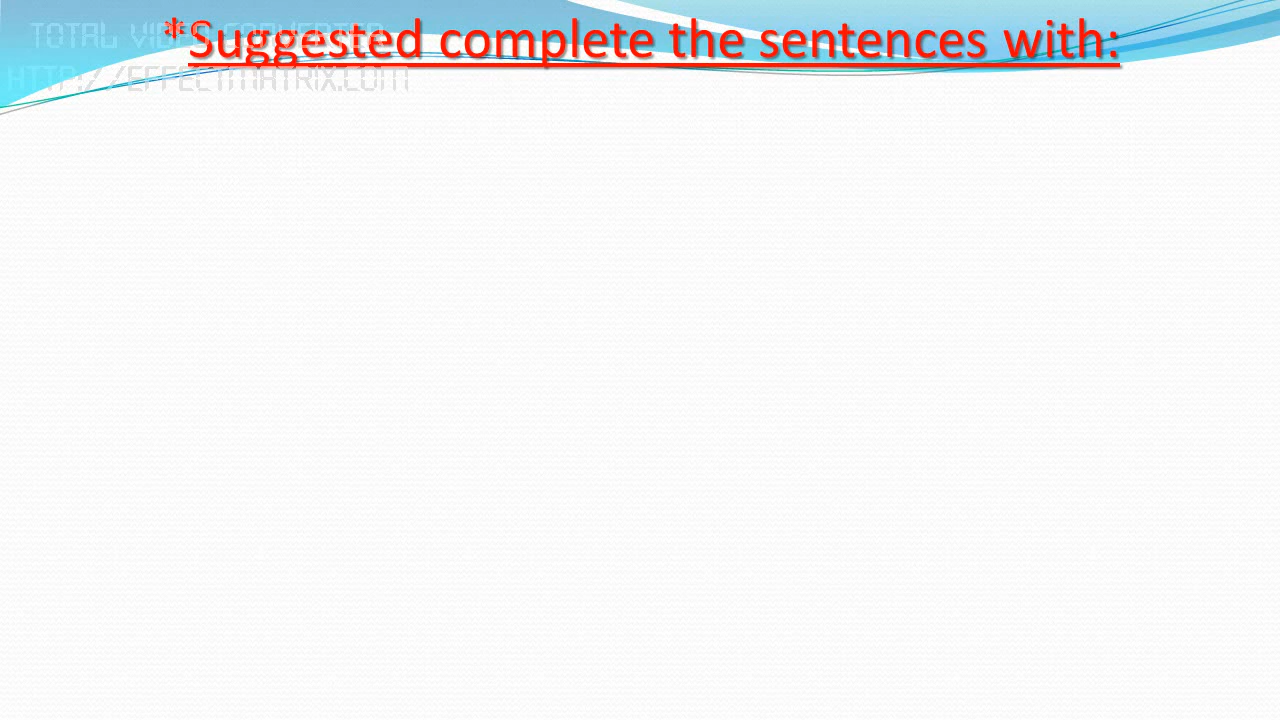 TOTAL VIDEO CONVERTER
*Suggested complete the sentences with:
HTTP://EFFECTMATRIX.COM